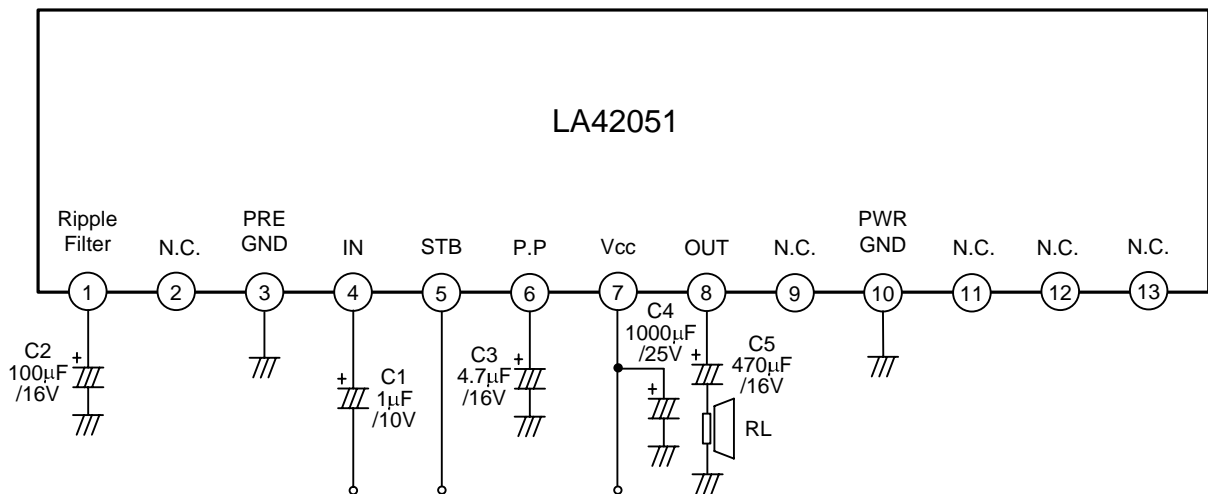 LA42051
Ripple
Filter
N.C.
PRE
GND
IN
STB
P.P
Vcc
OUT
N.C.
PWR
GND
N.C.
N.C.
N.C.
1
2
3
4
5
6
7
8
9
10
11
12
13
C2
100μF
/16V
+
C1
1μF
/10V
+
C3
4.7μF
/16V
+
C4
1000μF
/25V
+
C5
470μF
/16V
+
RL